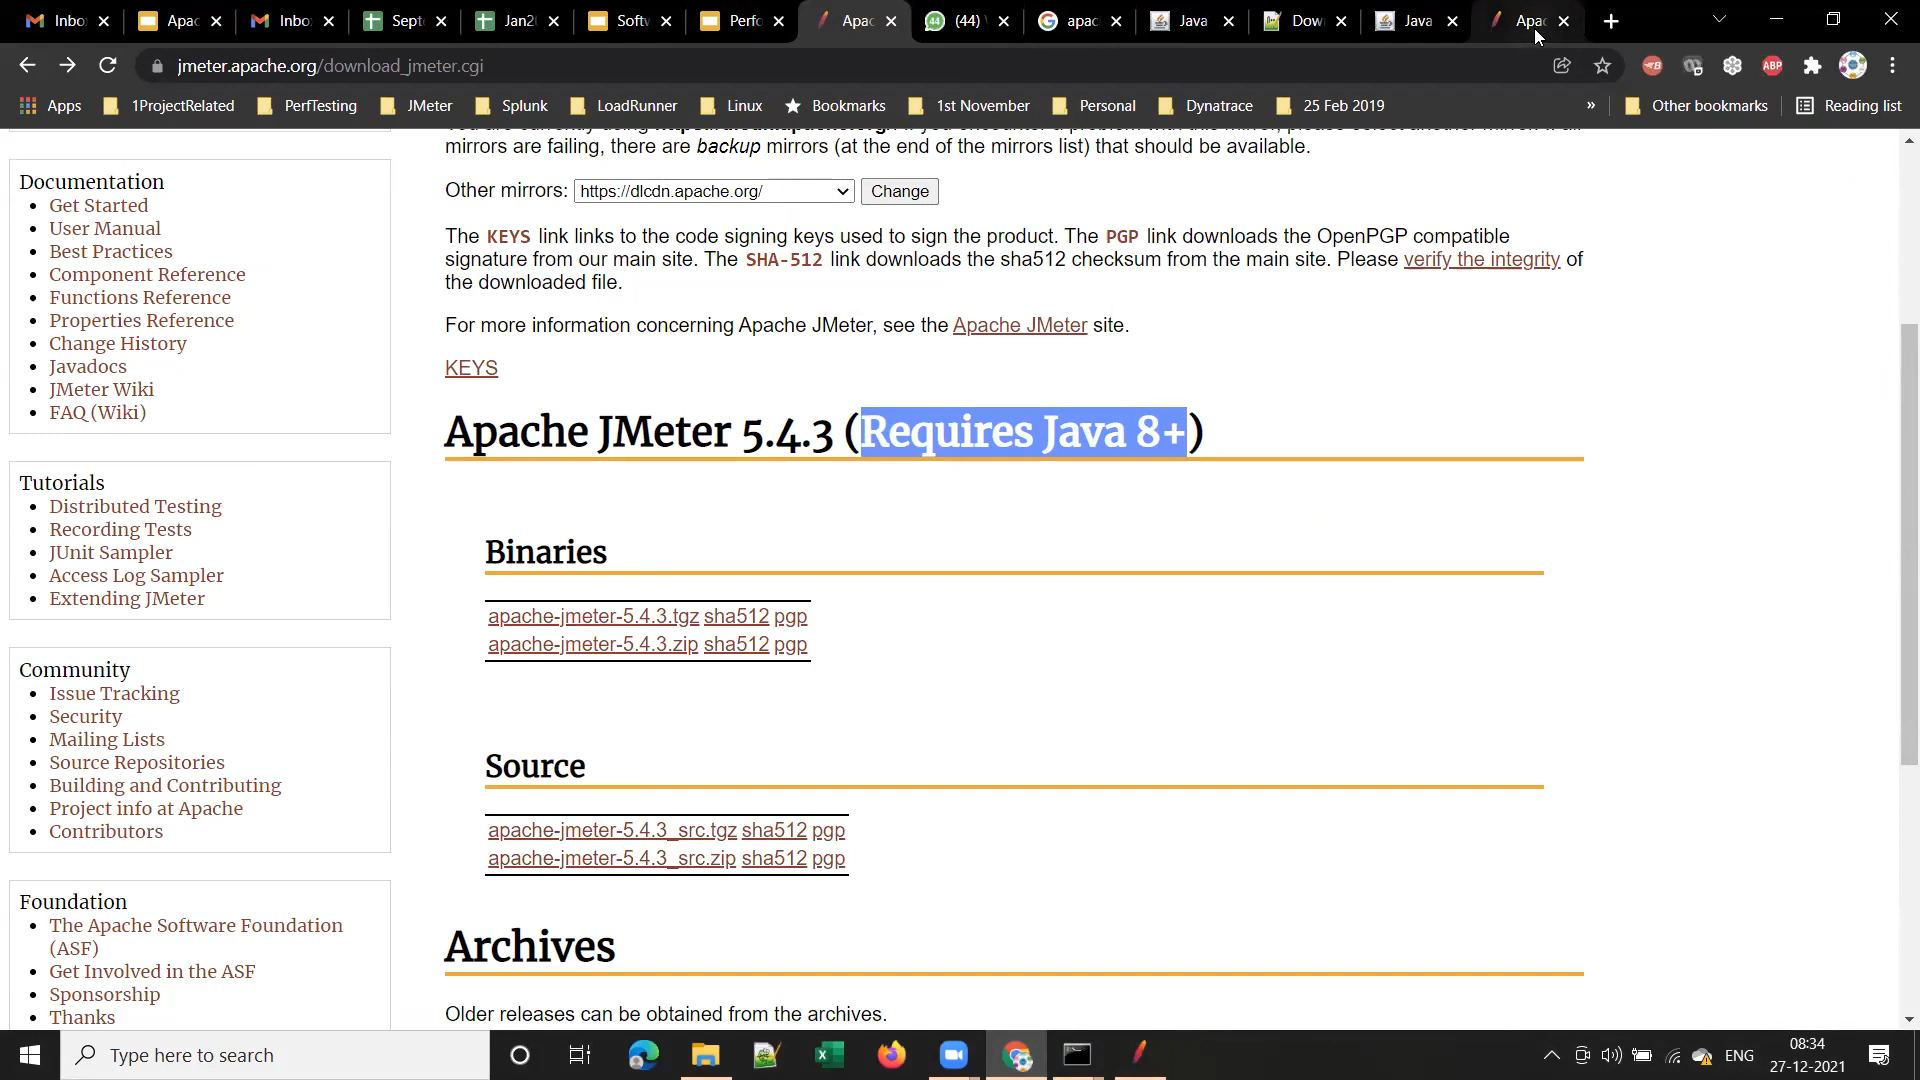 Inbo
Apac
Inbo
Sept
Jan2
Softv
Perfo
Apac
(44)
apac
Java
Dow
Java
Apac
jmeter.apache.org/download_jmeter.cgi
Apps
1ProjectRelated
PerfTesting
JMeter
Splunk
LoadRunner
Linux
Bookmarks
1st November
Personal
Dynatrace
25 Feb 2019
»
Other bookmarks
Reading list
mirrors are failing, there are backup mirrors (at the end of the mirrors list) that should be available.
Other mirrors: https://dlcdn.apache.org/ Change
The KEYS link links to the code signing keys used to sign the product. The PGP link downloads the OpenPGP compatible
signature from our main site. The SHA-512 link downloads the sha512 checksum from the main site. Please verify the integrity of
the downloaded file.
For more information concerning Apache JMeter, see the Apache JMeter site.
KEYS
Apache JMeter 5.4.3 (Requires Java 8+)
Binaries
apache-jmeter-5.4.3.tgz sha512 pgp
apache-jmeter-5.4.3.zip sha512 pgp
Source
apache-jmeter-5.4.3_src.tgz sha512 pgp
apache-jmeter-5.4.3_src.zip sha512 pgp
Archives
Older releases can be obtained from the archives.
Documentation
Get Started
User Manual
Best Practices
Component Reference
Functions Reference
Properties Reference
Change History
Javadocs
JMeter Wiki
FAQ (Wiki)
Tutorials
Distributed Testing
Recording Tests
JUnit Sampler
Access Log Sampler
Extending JMeter
Community
Issue Tracking
Security
Mailing Lists
Source Repositories
Building and Contributing
Project info at Apache
Contributors
Foundation
The Apache Software Foundation
(ASF)
Get Involved in the ASF
Sponsorship
Thanks
Type here to search
ENG
08:34
27-12-2021